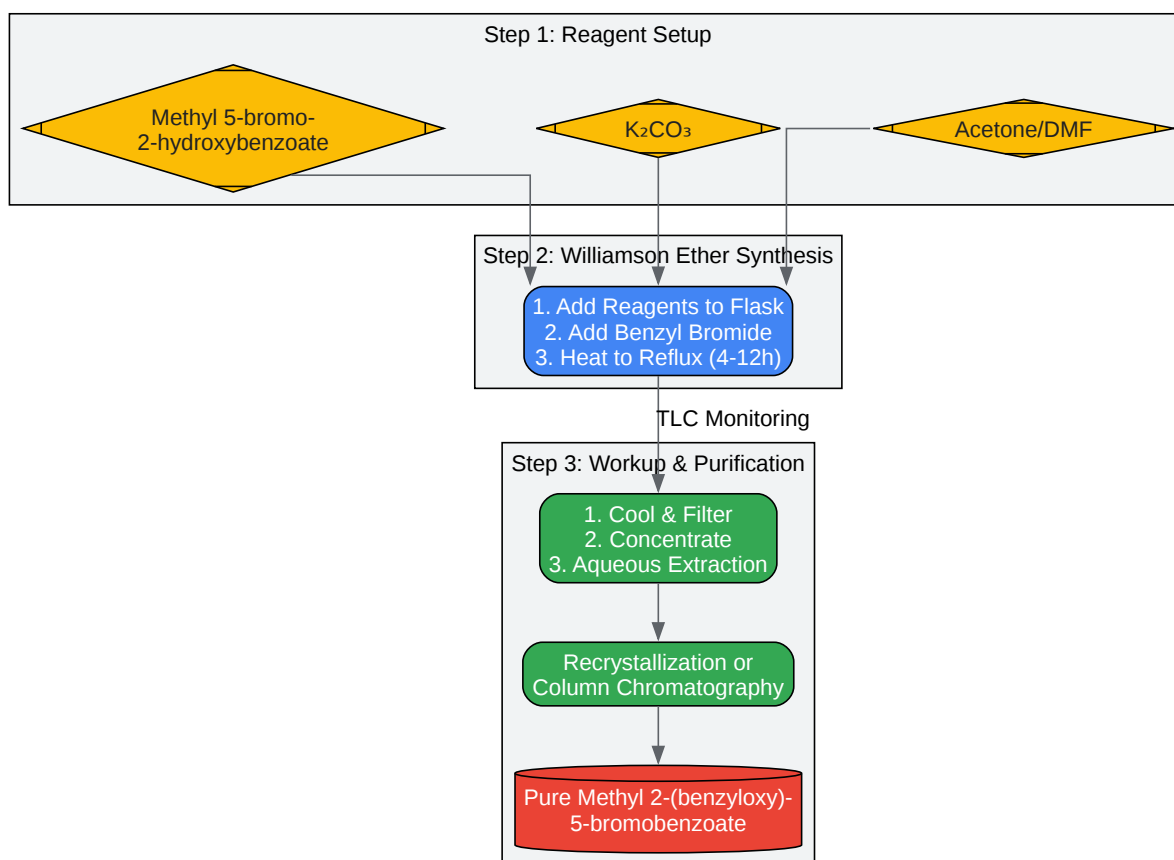 Step 1: Reagent Setup
Methyl 5-bromo-
2-hydroxybenzoate
K₂CO₃
Acetone/DMF
Step 2: Williamson Ether Synthesis
1. Add Reagents to Flask
2. Add Benzyl Bromide
3. Heat to Reflux (4-12h)
TLC Monitoring
Step 3: Workup & Purification
1. Cool & Filter
2. Concentrate
3. Aqueous Extraction
Recrystallization or
Column Chromatography
Pure Methyl 2-(benzyloxy)-
5-bromobenzoate